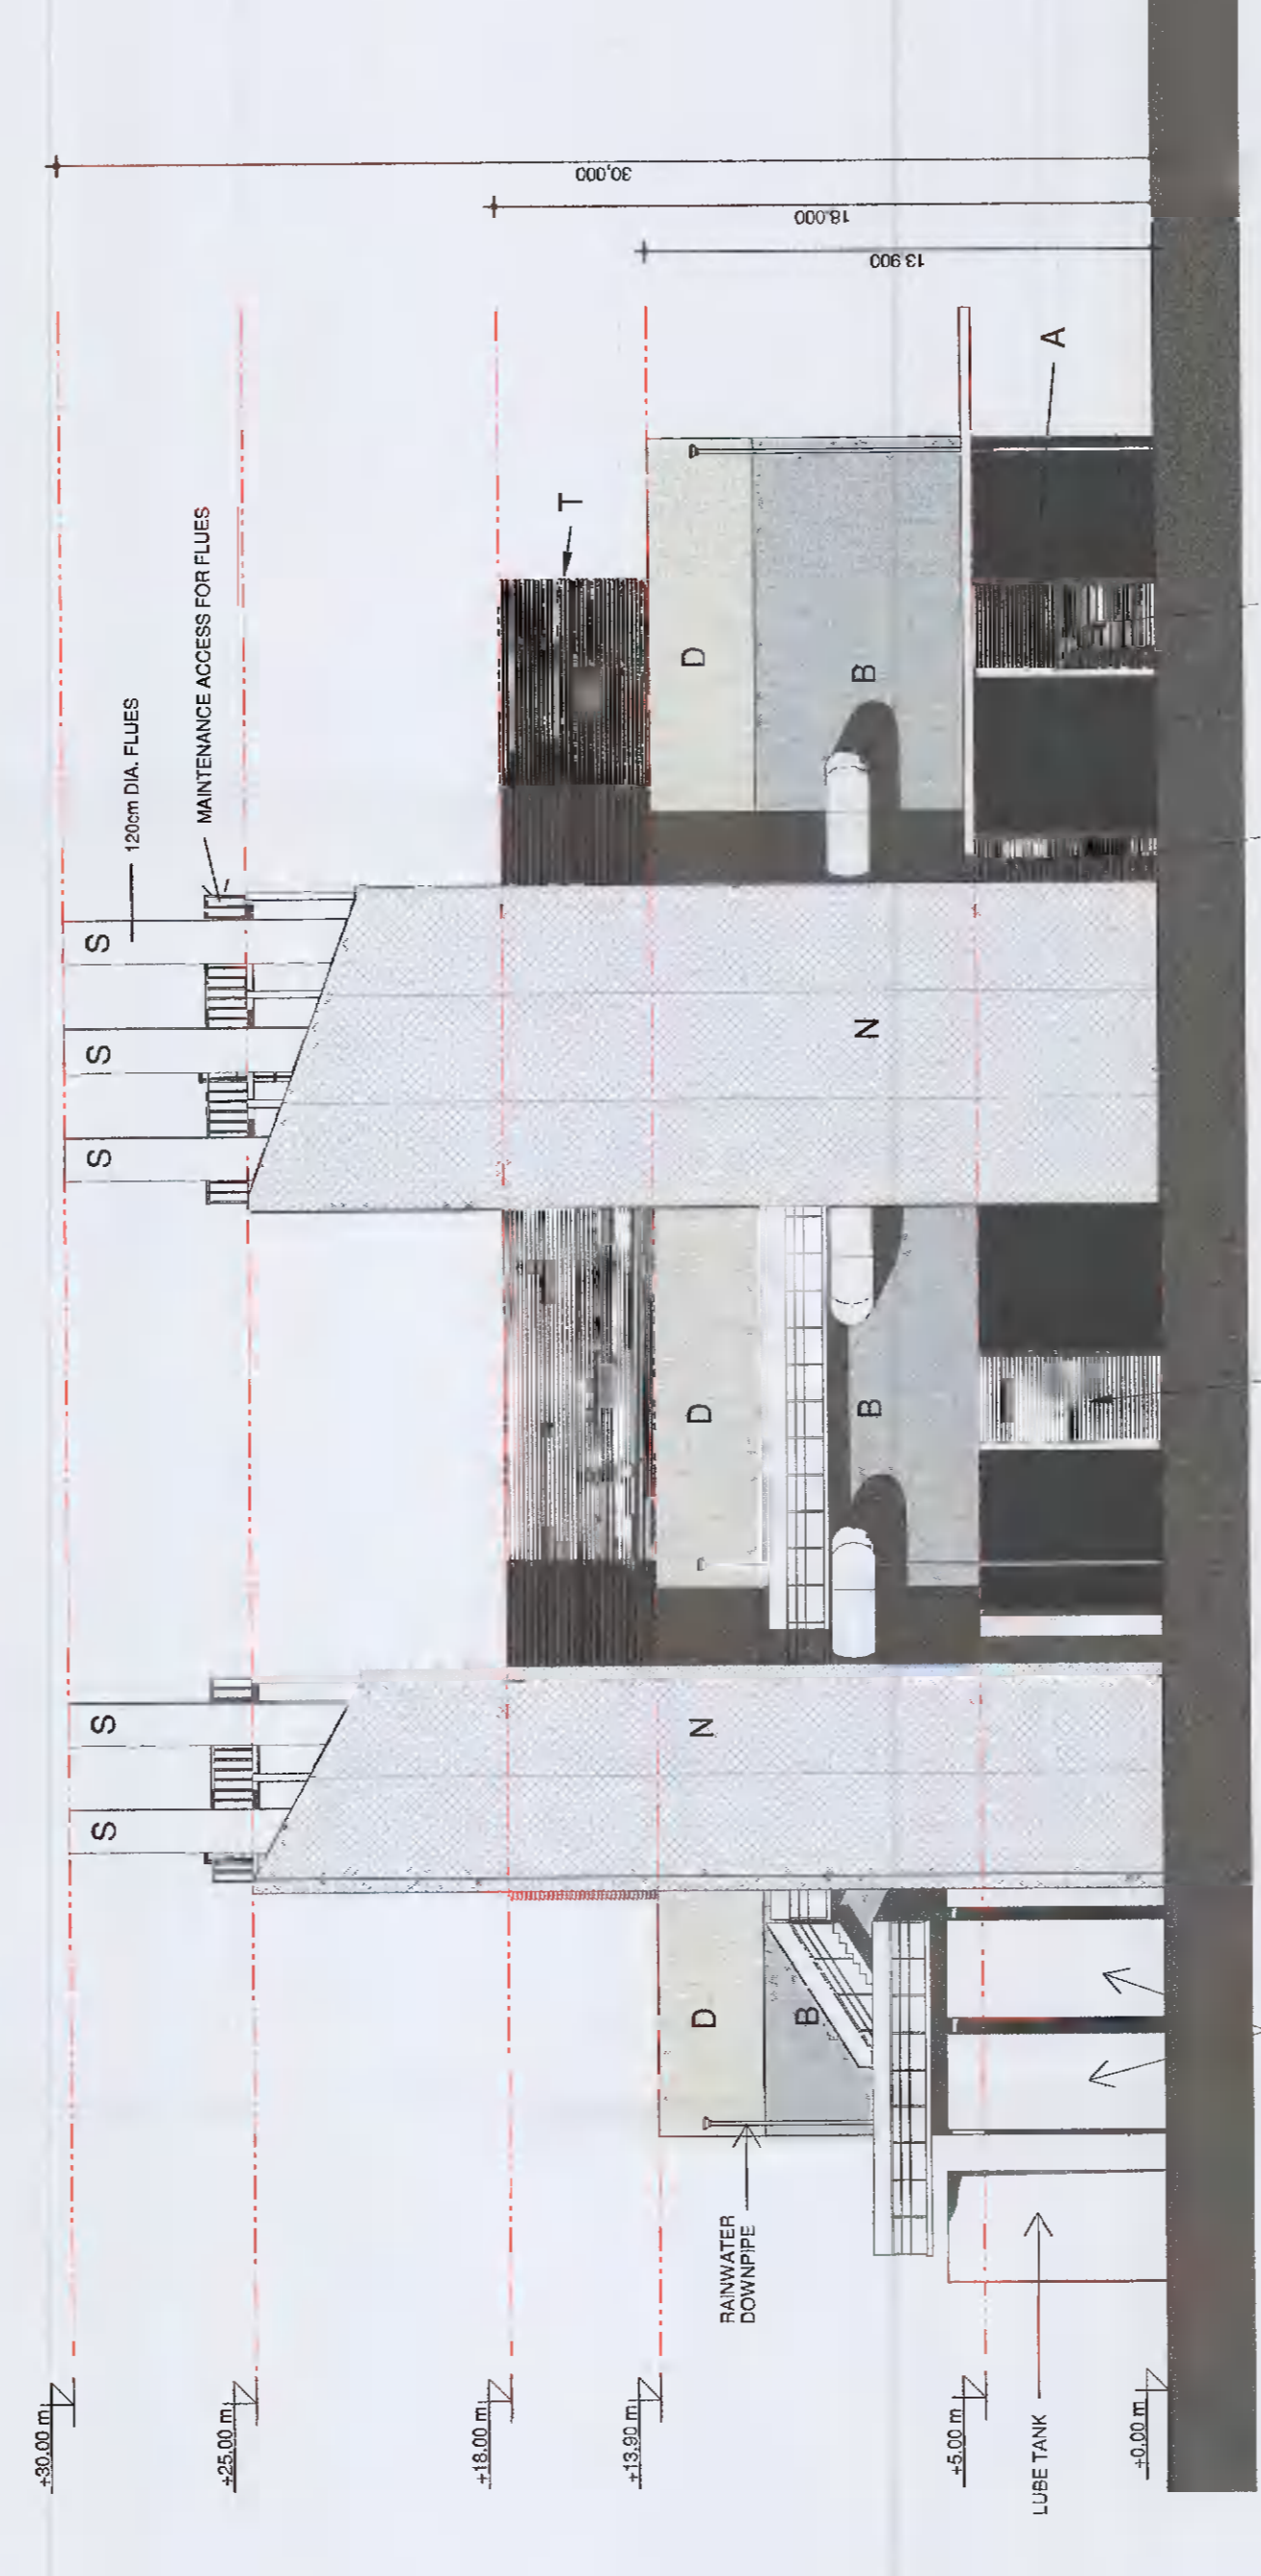 +30.00 m
+25.00 m
+18.00 m
+13.90 m
+5.00 m
+0.00 m
S
S
S
S
S
120cm DIA. FLUES
MAINTENANCE ACCESS FOR FLUES
T
30,000
18.000
13.900
D
D
D
N
N
B
B
B
A
RAINWATER
DOWNPIPE
LUBE TANK